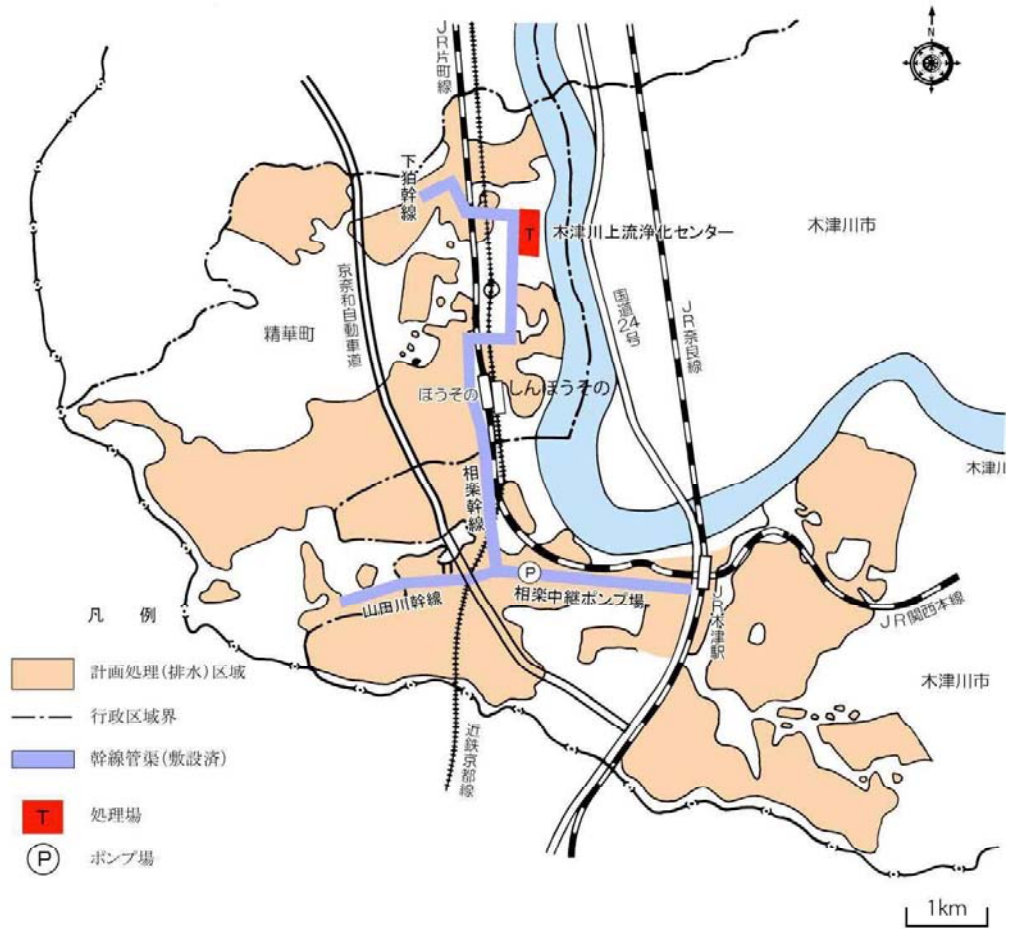 JR片町線
N
下狛幹線
T
木津川上流浄化センター
木津川市
京奈和自動車道
国道24号
JR奈良線
精華町
ほうその
しんほうその
木津川
相楽幹線
P
相楽中継ポンプ場
山田川幹線
JR木津駅
JR関西本線
木津川市
近鉄京都線
凡 例
計画処理(排水)区域
行政区域界
幹線管渠(敷設済)
T
処理場
P
ポンプ場
1km